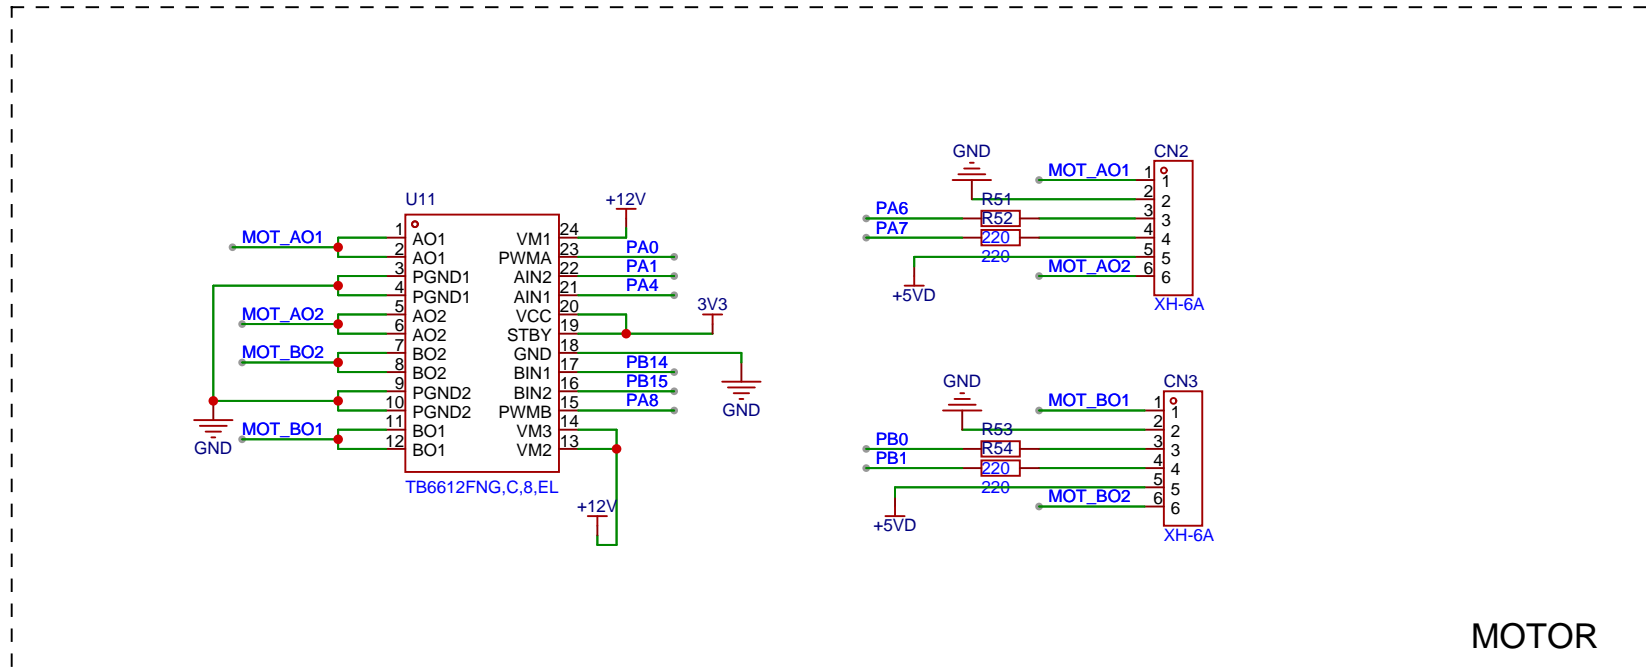 U11
+12V
1 AO1 VM1 24
MOT_AO1
2 AO1 PWMA 23 PA0
3 PGND1 AIN2 22 PA1
4 PGND1 AIN1 21 PA4
5 AO2 VCC 20 3V3
MOT_AO2
6 AO2 STBY 19
7 BO2 GND 18
MOT_BO2
8 BO2 BIN1 17 PB14
9 PGND2 BIN2 16 PB15
10 PGND2 PWMB 15 PA8
GND
11 BO1 VM3 14
MOT_BO1
12 BO1 VM2 13
GND
TB6612FNG,C,8,EL
+12V
GND
CN2
MOT_AO1 1 1
2 2
R51
PA6 R52 3 3
PA7 220 4 4
220 5 5
MOT_AO2 6 6
+5VD
XH-6A
GND
CN3
MOT_BO1 1 1
2 2
R53
PB0 R54 3 3
PB1 220 4 4
220 5 5
MOT_BO2 6 6
+5VD
XH-6A
MOTOR